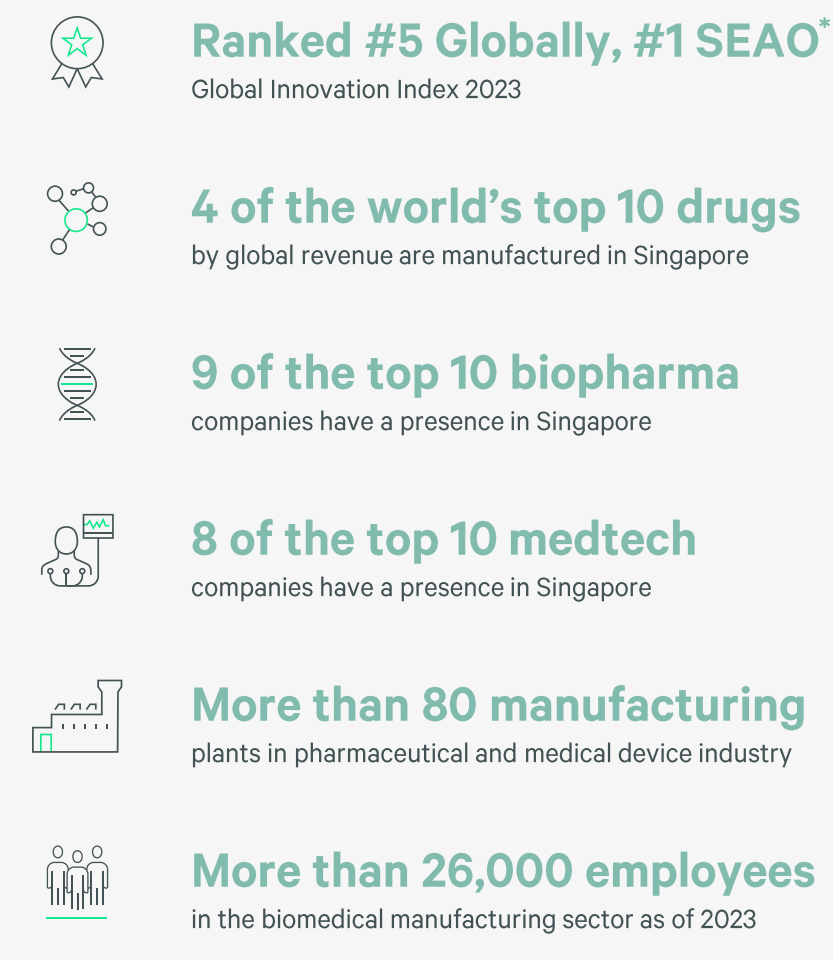 Ranked #5 Globally, #1 SEAO*
Global Innovation Index 2023
4 of the world’s top 10 drugs
by global revenue are manufactured in Singapore
9 of the top 10 biopharma
companies have a presence in Singapore
8 of the top 10 medtech
companies have a presence in Singapore
More than 80 manufacturing
plants in pharmaceutical and medical device industry
More than 26,000 employees
in the biomedical manufacturing sector as of 2023